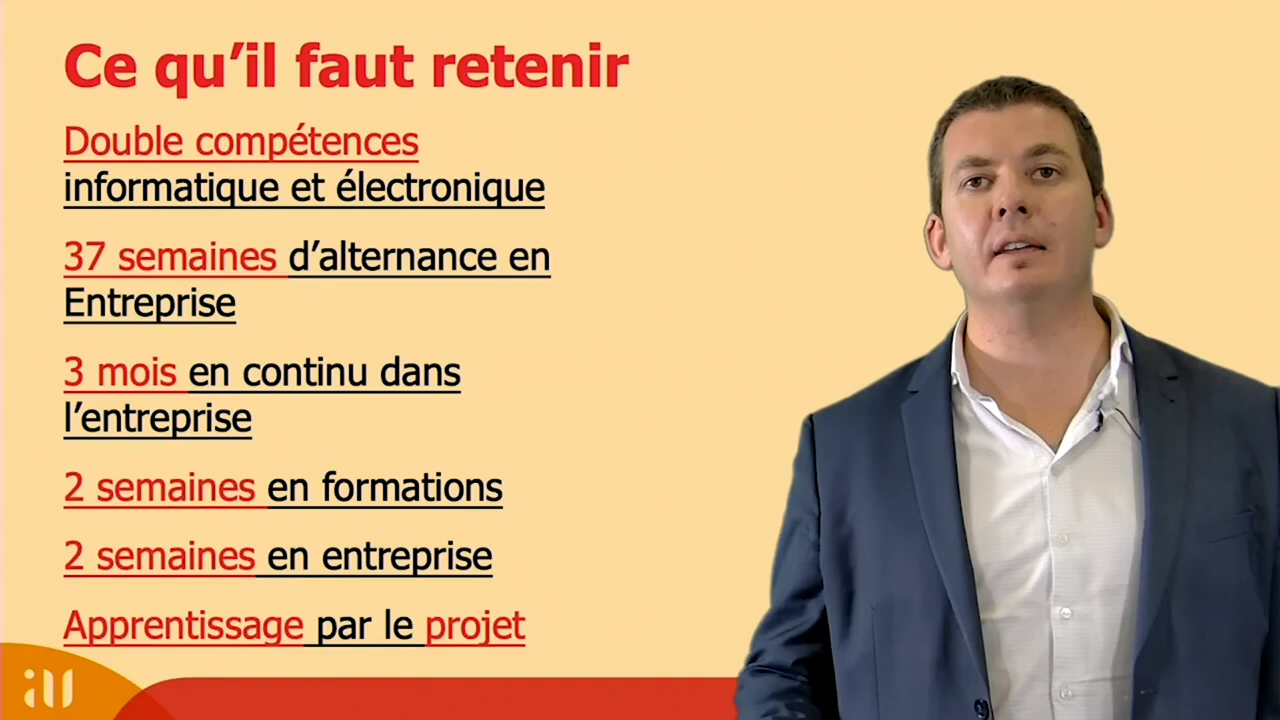 Ce qu’il faut retenir
Double compétences
informatique et électronique
37 semaines d’alternance en
Entreprise
3 mois en continu dans
l’entreprise
2 semaines en formations
2 semaines en entreprise
Apprentissage par le projet